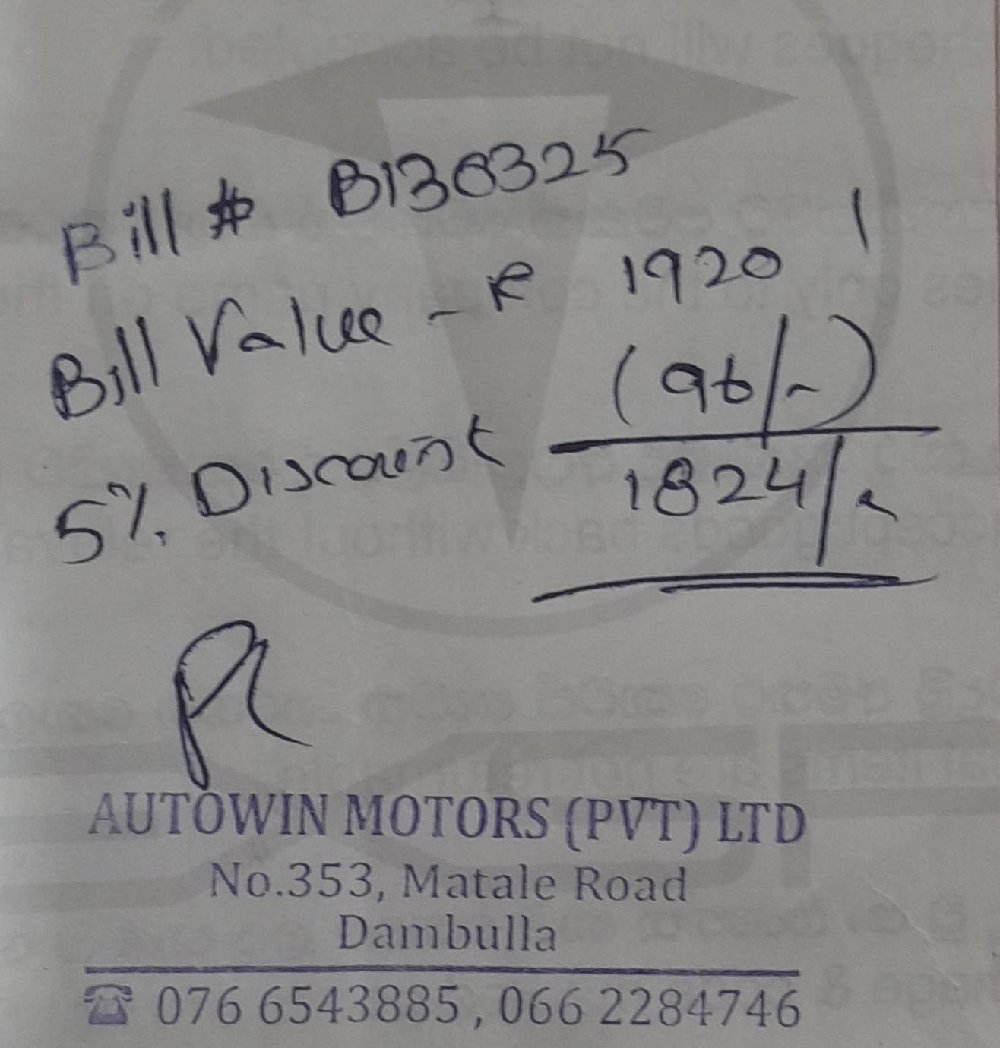 Bill # B136325
Bill Value - R 1920
5% Discount (96/-)
1824/-
AUTOWIN MOTORS (PVT) LTD
No.353, Matale Road
Dambulla
☎ 076 6543885, 066 2284746